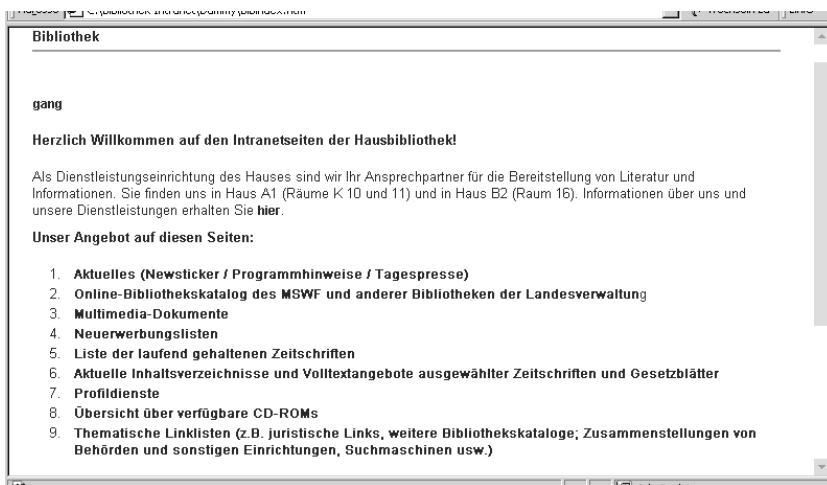 Bibliothek
gang
Herzlich Willkommen auf den Intranetseiten der Hausbibliothek!
Als Dienstleistungseinrichtung des Hauses sind wir Ihr Ansprechpartner für die Bereitstellung von Literatur und
Informationen. Sie finden uns in Haus A1 (Räume K 10 und 11) und in Haus B2 (Raum 16). Informationen über uns und
unsere Dienstleistungen erhalten Sie hier.
Unser Angebot auf diesen Seiten:
1. Aktuelles (Newsticker / Programmhinweise / Tagespresse)
2. Online-Bibliothekskatalog des MSWF und anderer Bibliotheken der Landesverwaltung
3. Multimedia-Dokumente
4. Neuerwerbungslisten
5. Liste der laufend gehaltenen Zeitschriften
6. Aktuelle Inhaltsverzeichnisse und Volltextangebote ausgewählter Zeitschriften und Gesetzblätter
7. Profildienste
8. Übersicht über verfügbare CD-ROMs
9. Thematische Linklisten (z.B. juristische Links, weitere Bibliothekskataloge; Zusammenstellungen von
Behörden und sonstigen Einrichtungen, Suchmaschinen usw.)